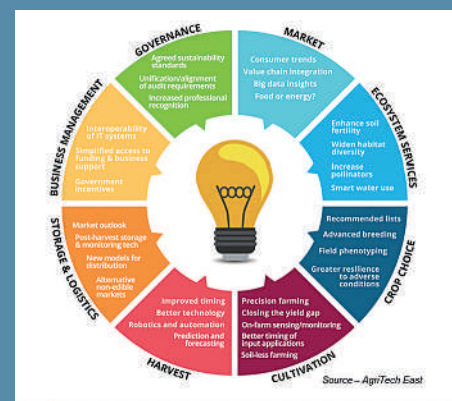 GOVERNANCE
Agreed sustainability
standards
Unification/alignment
of audit requirements
Increased professional
recognition
MARKET
Consumer trends
Value chain integration
Big data insights
Food or energy?
ECOSYSTEM SERVICES
Enhance soil
fertility
Widen habitat
diversity
Increase
pollinators
Smart water use
CROP CHOICE
Recommended lists
Advanced breeding
Field phenotyping
Greater resilience
to adverse
conditions
CULTIVATION
Precision farming
Closing the yield gap
On-farm sensing/monitoring
Better timing of
input applications
Soil-less farming
HARVEST
Improved timing
Better technology
Robotics and automation
Prediction and
forecasting
STORAGE & LOGISTICS
Market outlook
Post-harvest storage
& monitoring tech
New models for
distribution
Alternative
non-edible
markets
BUSINESS MANAGEMENT
Interoperability
of IT systems
Simplified access to
funding & business
support
Government
incentives
Source – AgriTech East